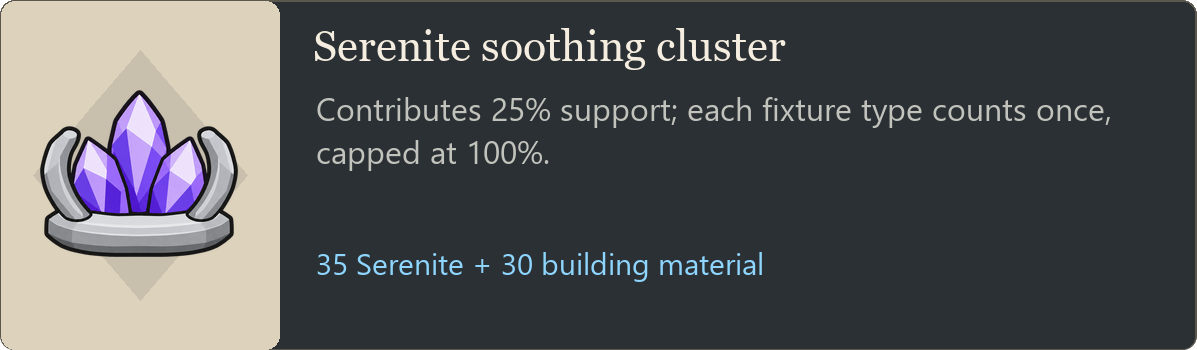 Serenite soothing cluster
Contributes 25% support; each fixture type counts once,
capped at 100%.
35 Serenite + 30 building material